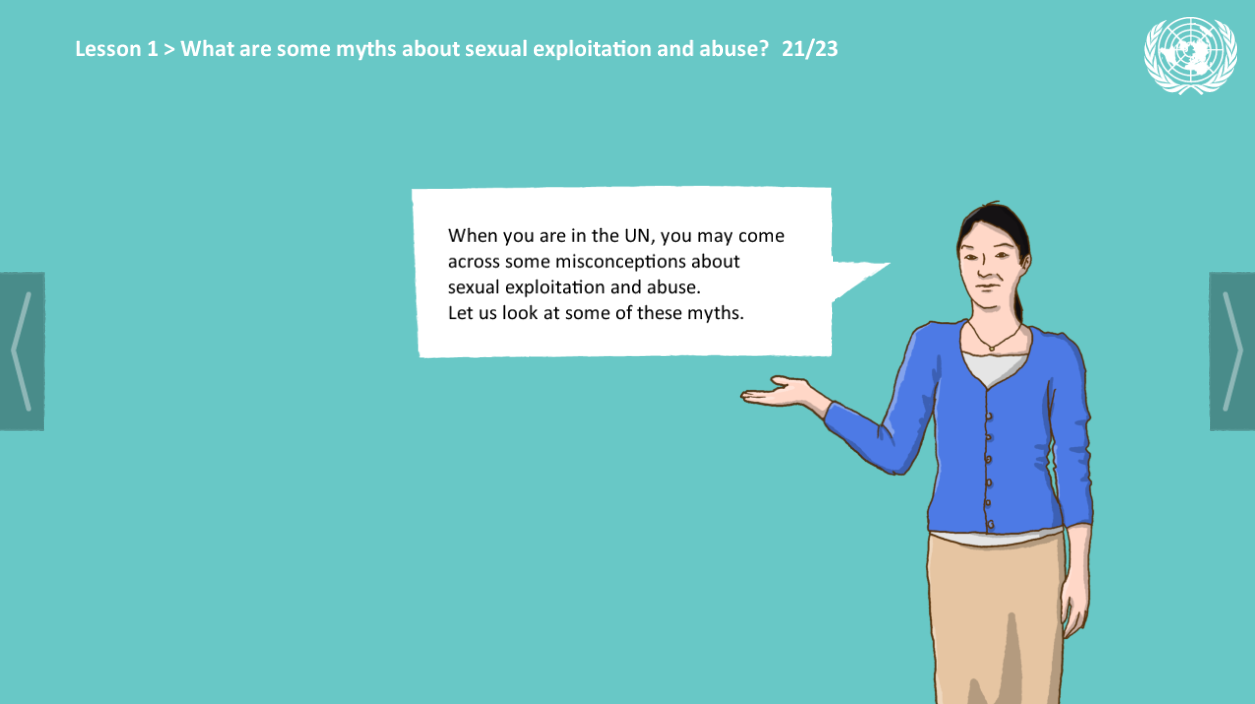 Lesson 1 > What are some myths about sexual exploitation and abuse? 21/23
When you are in the UN, you may come
across some misconceptions about
sexual exploitation and abuse.
Let us look at some of these myths.